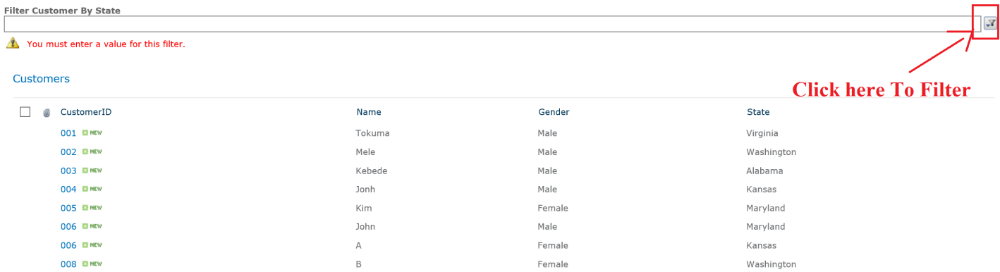 Filter Customer By State
You must enter a value for this filter.
Customers
Click here To Filter
CustomerID Name Gender State
001 NEW Tokuma Male Virginia
002 NEW Mele Male Washington
003 NEW Kebede Male Alabama
004 NEW Jonh Male Kansas
005 NEW Kim Female Maryland
006 NEW John Male Maryland
006 NEW A Female Kansas
008 NEW B Female Washington